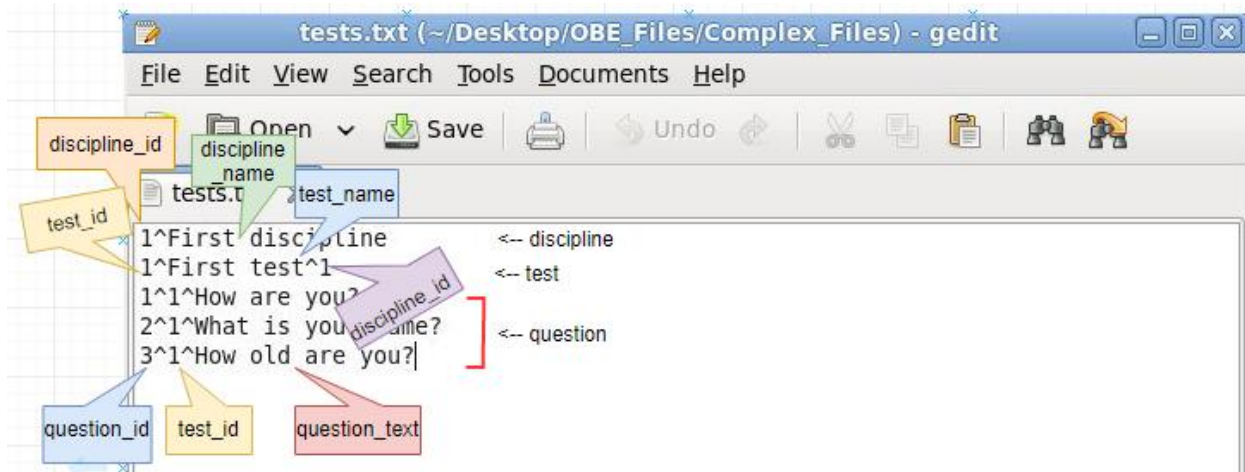 tests.txt (~/Desktop/OBE_Files/Complex_Files) - gedit
File Edit View Search Tools Documents Help
Open Save Undo
discipline_id
discipline
_name
tests.t
test_name
test_id
1^First discipline <-- discipline
1^First test^1 <-- test
discipline_id
1^1^How are you?
2^1^What is your name? <-- question
3^1^How old are you?
question_id test_id question_text